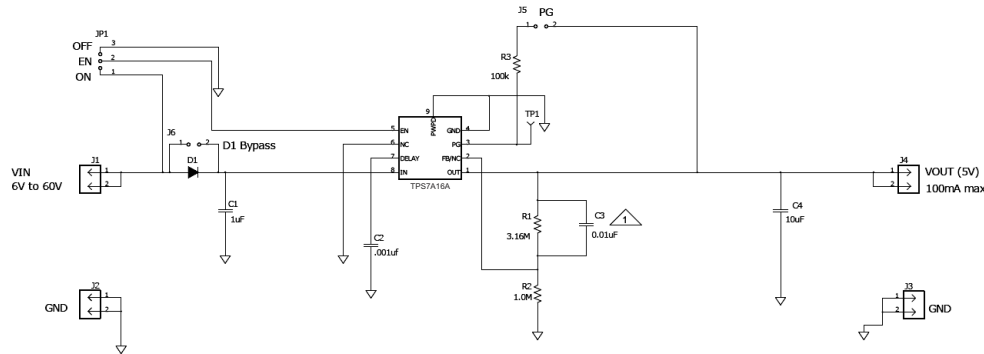 J5 PG
1 2
JP1
OFF 3
EN 2
ON 1
R3
100k
TP1
9
PWPD
5 EN
6 NC
7 DELAY
8 IN
GND 4
PG 3
FB/NC 2
OUT 1
TPS7A16A
J6
1 2
D1 Bypass
D1
VIN
6V to 60V
J1
1
2
C1
1uF
C2
.001uf
R1
3.16M
C3
0.01uF
1
R2
1.0M
C4
10uF
J4
1
2
VOUT (5V)
100mA max
J2
1
2
GND
J3
1
2
GND